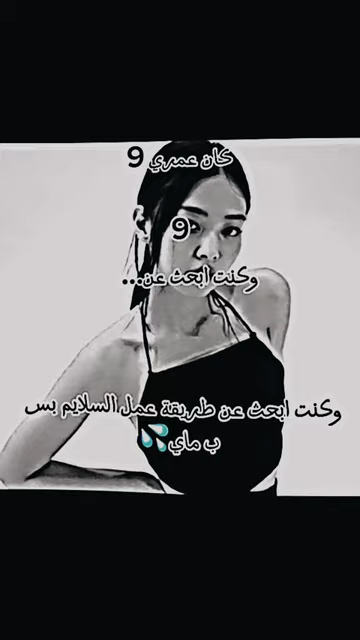 كان عمري 9
9
وكنت ابحث عن...
وكنت ابحث عن طريقة عمل السلايم بس
ب ماي💦